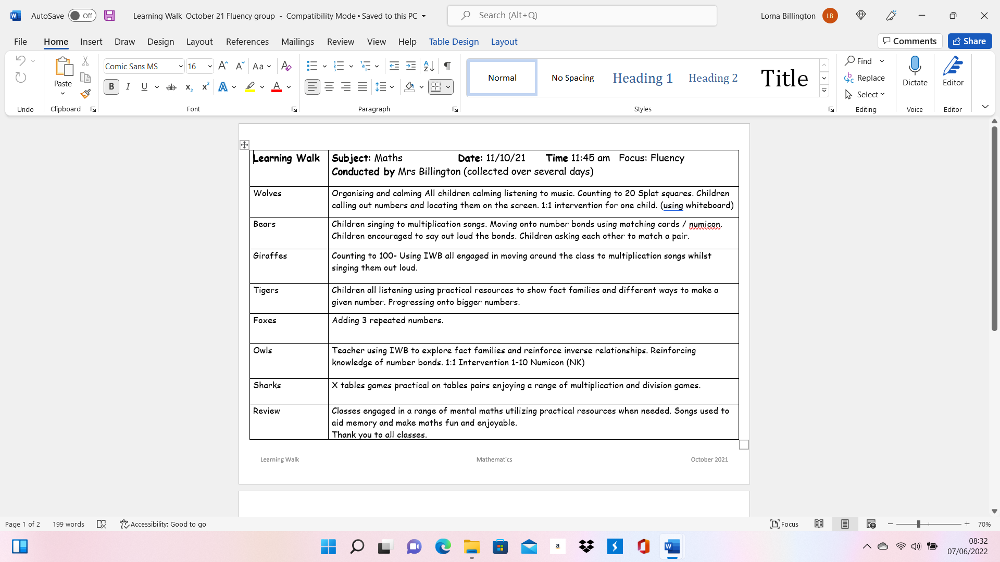 AutoSave Off Learning Walk October 21 Fluency group - Compatibility Mode • Saved to this PC Search (Alt+Q) Lorna Billington LB
File Home Insert Draw Design Layout References Mailings Review View Help Table Design Layout Comments Share
Paste Comic Sans MS 16 Aa Normal No Spacing Heading 1 Heading 2 Title Find Replace Select Dictate Editor
Undo Clipboard Font Paragraph Styles Editing Voice Editor
Learning Walk Subject: Maths Date: 11/10/21 Time 11:45 am Focus: Fluency
Conducted by Mrs Billington (collected over several days)
Wolves Organising and calming All children calming listening to music. Counting to 20 Splat squares. Children
calling out numbers and locating them on the screen. 1:1 intervention for one child. (using whiteboard)
Bears Children singing to multiplication songs. Moving onto number bonds using matching cards / numicon.
Children encouraged to say out loud the bonds. Children asking each other to match a pair.
Giraffes Counting to 100- Using IWB all engaged in moving around the class to multiplication songs whilst
singing them out loud.
Tigers Children all listening using practical resources to show fact families and different ways to make a
given number. Progressing onto bigger numbers.
Foxes Adding 3 repeated numbers.
Owls Teacher using IWB to explore fact families and reinforce inverse relationships. Reinforcing
knowledge of number bonds. 1:1 Intervention 1-10 Numicon (NK)
Sharks X tables games practical on tables pairs enjoying a range of multiplication and division games.
Review Classes engaged in a range of mental maths utilizing practical resources when needed. Songs used to
aid memory and make maths fun and enjoyable.
Thank you to all classes.
Learning Walk Mathematics October 2021
Page 1 of 2 199 words Accessibility: Good to go Focus 70%
08:32
07/06/2022